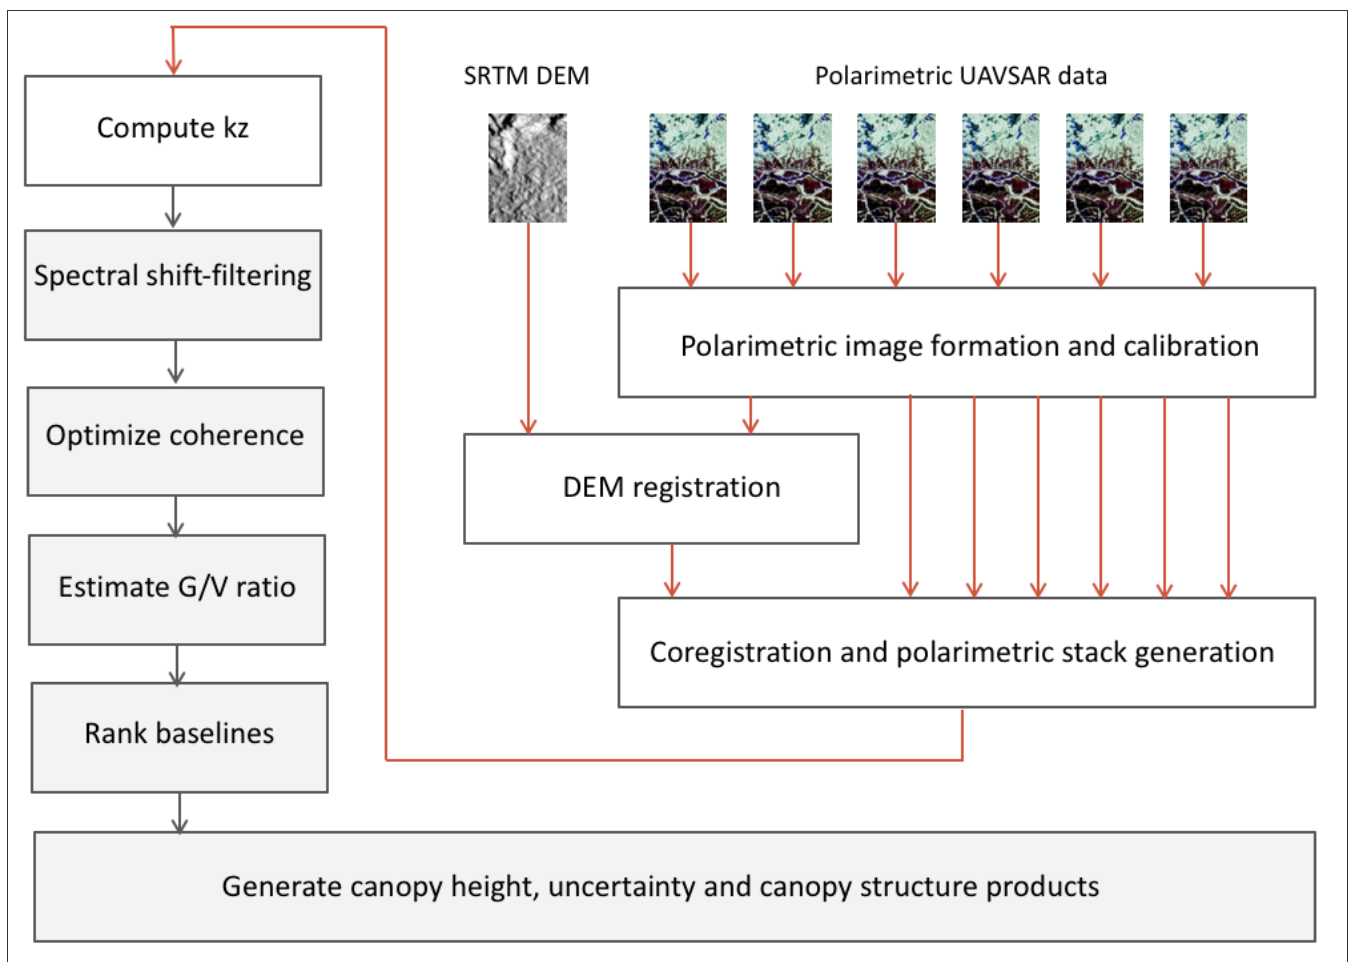 SRTM DEM
Polarimetric UAVSAR data
Compute kz
Spectral shift-filtering
Optimize coherence
Estimate G/V ratio
Rank baselines
Polarimetric image formation and calibration
DEM registration
Coregistration and polarimetric stack generation
Generate canopy height, uncertainty and canopy structure products